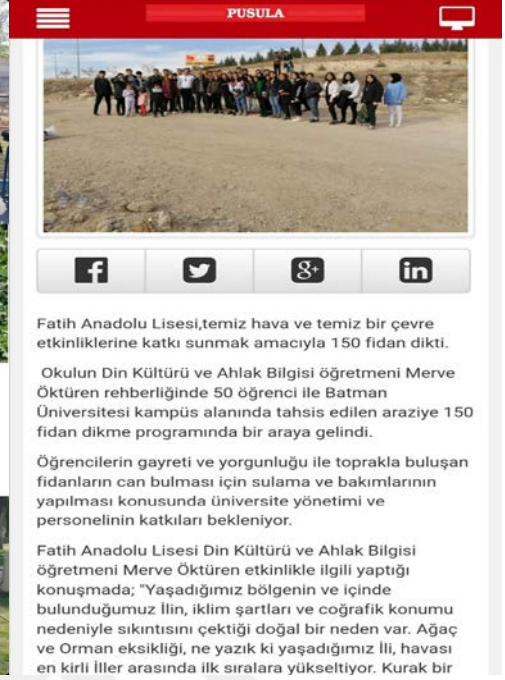 PUSULA
Fatih Anadolu Lisesi,temiz hava ve temiz bir çevre
etkinliklerine katkı sunmak amacıyla 150 fidan dikti.
Okulun Din Kültürü ve Ahlak Bilgisi öğretmeni Merve
Öktüren rehberliğinde 50 öğrenci ile Batman
Üniversitesi kampüs alanında tahsis edilen araziye 150
fidan dikme programında bir araya gelindi.
Öğrencilerin gayreti ve yorgunluğu ile toprakla buluşan
fidanların can bulması için sulama ve bakımlarının
yapılması konusunda üniversite yönetimi ve
personelinin katkıları bekleniyor.
Fatih Anadolu Lisesi Din Kültürü ve Ahlak Bilgisi
öğretmeni Merve Öktüren etkinlikle ilgili yaptığı
konuşmada; "Yaşadığımız bölgenin ve içinde
bulunduğumuz İlin, iklim şartları ve coğrafik konumu
nedeniyle sıkıntısını çektiği doğal bir neden var. Ağaç
ve Orman eksikliği, ne yazık ki yaşadığımız İli, havası
en kirli İller arasında ilk sıralara yükseltiyor. Kurak bir